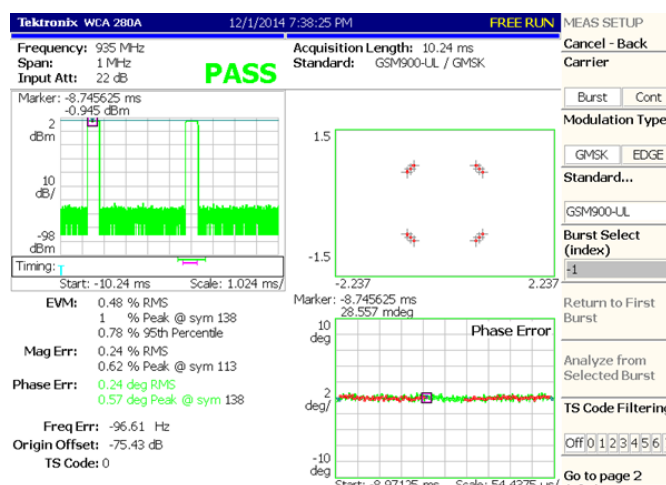 Tektronix WCA 280A 12/1/2014 7:38:25 PM FREE RUN
Frequency: 935 MHz
Span: 1 MHz
Input Att: 22 dB
PASS
Acquisition Length: 10.24 ms
Standard: GSM900-UL / GMSK
Marker: -8.745625 ms
-0.945 dBm
2
dBm
10
dB/
-98
dBm
Timing:
Start: -10.24 ms Scale: 1.024 ms/
1.5
-1.5
-2.237 2.237
EVM: 0.48 % RMS
1 % Peak @ sym 138
0.78 % 95th Percentile
Mag Err: 0.24 % RMS
0.62 % Peak @ sym 113
Phase Err: 0.24 deg RMS
0.57 deg Peak @ sym 138
Freq Err: -96.61 Hz
Origin Offset: -75.43 dB
TS Code: 0
Marker: -8.745625 ms
28.557 mdeg
10
deg
Phase Error
2
deg/
-10
deg
Start: -8.97125 ms Scale: 54.4375 us/
MEAS SETUP
Cancel - Back
Carrier
Burst Cont
Modulation Type
GMSK EDGE
Standard...
GSM900-UL
Burst Select
(index)
-1
Return to First
Burst
Analyze from
Selected Burst
TS Code Filtering
Off 0 1 2 3 4 5 6
Go to page 2